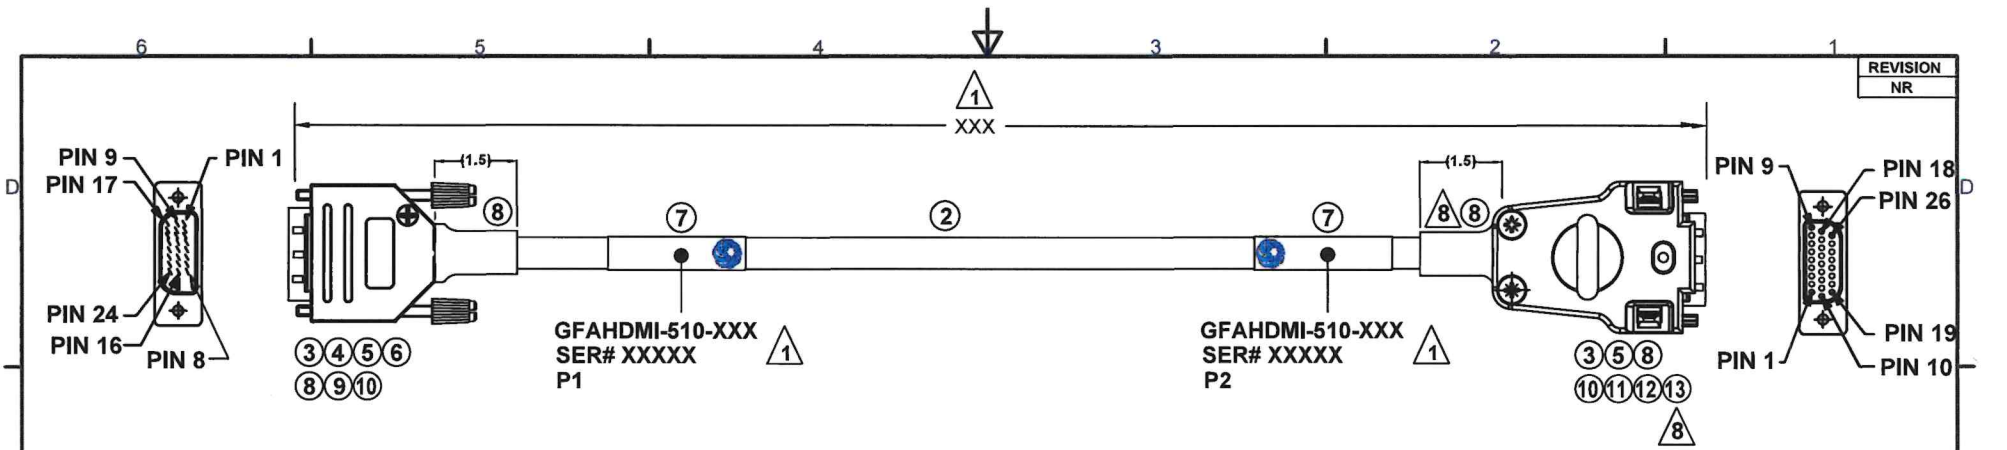 6 5 4 3 2 1
REVISION
NR
1
XXX
D
PIN 9
PIN 1
PIN 17
PIN 24
PIN 16
PIN 8
(1.5)
8
7
2
7
(1.5)
8 8
PIN 9
PIN 18
PIN 26
PIN 19
PIN 1
PIN 10
D
3 4 5 6
8 9 10
GFAHDMI-510-XXX
SER# XXXXX
P1
1
GFAHDMI-510-XXX
SER# XXXXX
P2
1
3 5 8
10 11 12 13
8